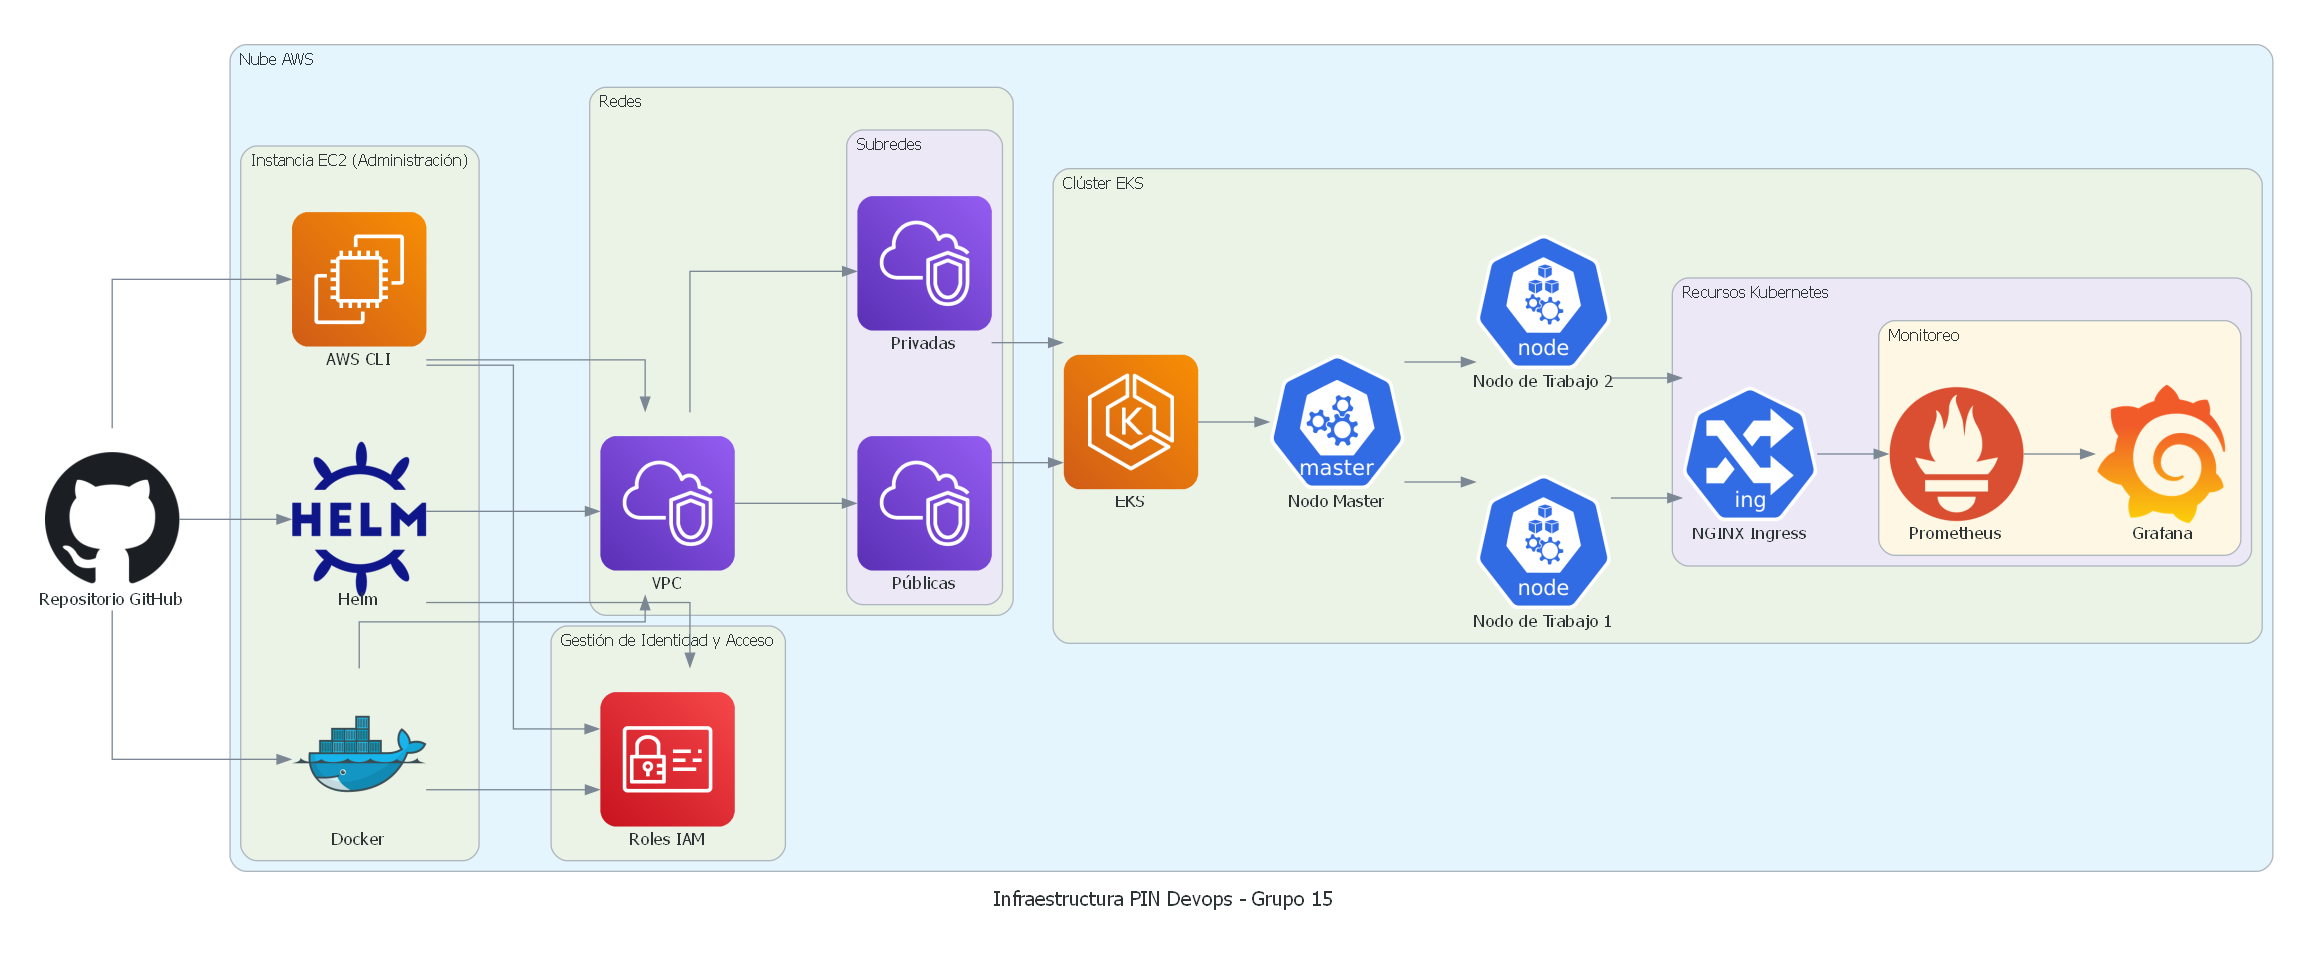 Nube AWS
Redes
Subredes
Instancia EC2 (Administración)
Clúster EKS
AWS CLI
Privadas
node
Nodo de Trabajo 2
Recursos Kubernetes
Monitoreo
HELM
Helm
Repositorio GitHub
VPC
Públicas
K
EKS
master
Nodo Master
ing
NGINX Ingress
Prometheus
Grafana
node
Nodo de Trabajo 1
Gestión de Identidad y Acceso
Docker
Roles IAM
Infraestructura PIN Devops - Grupo 15